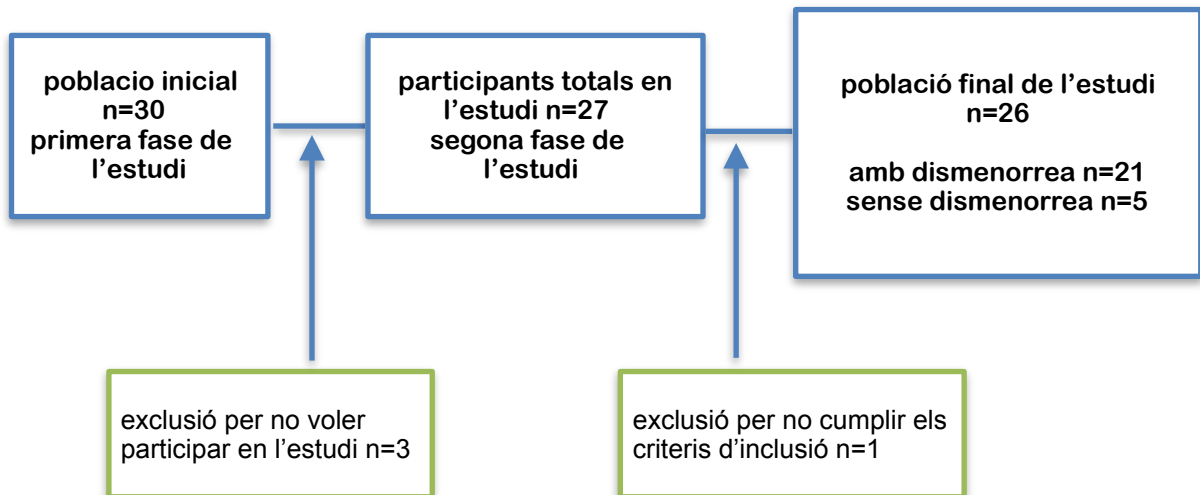 poblacio inicial
n=30
primera fase de
l’estudi
participants totals en
l’estudi n=27
segona fase de
l’estudi
població final de l’estudi
n=26
amb dismenorrea n=21
sense dismenorrea n=5
exclusió per no voler
participar en l’estudi n=3
exclusió per no cumplir els
criteris d’inclusió n=1